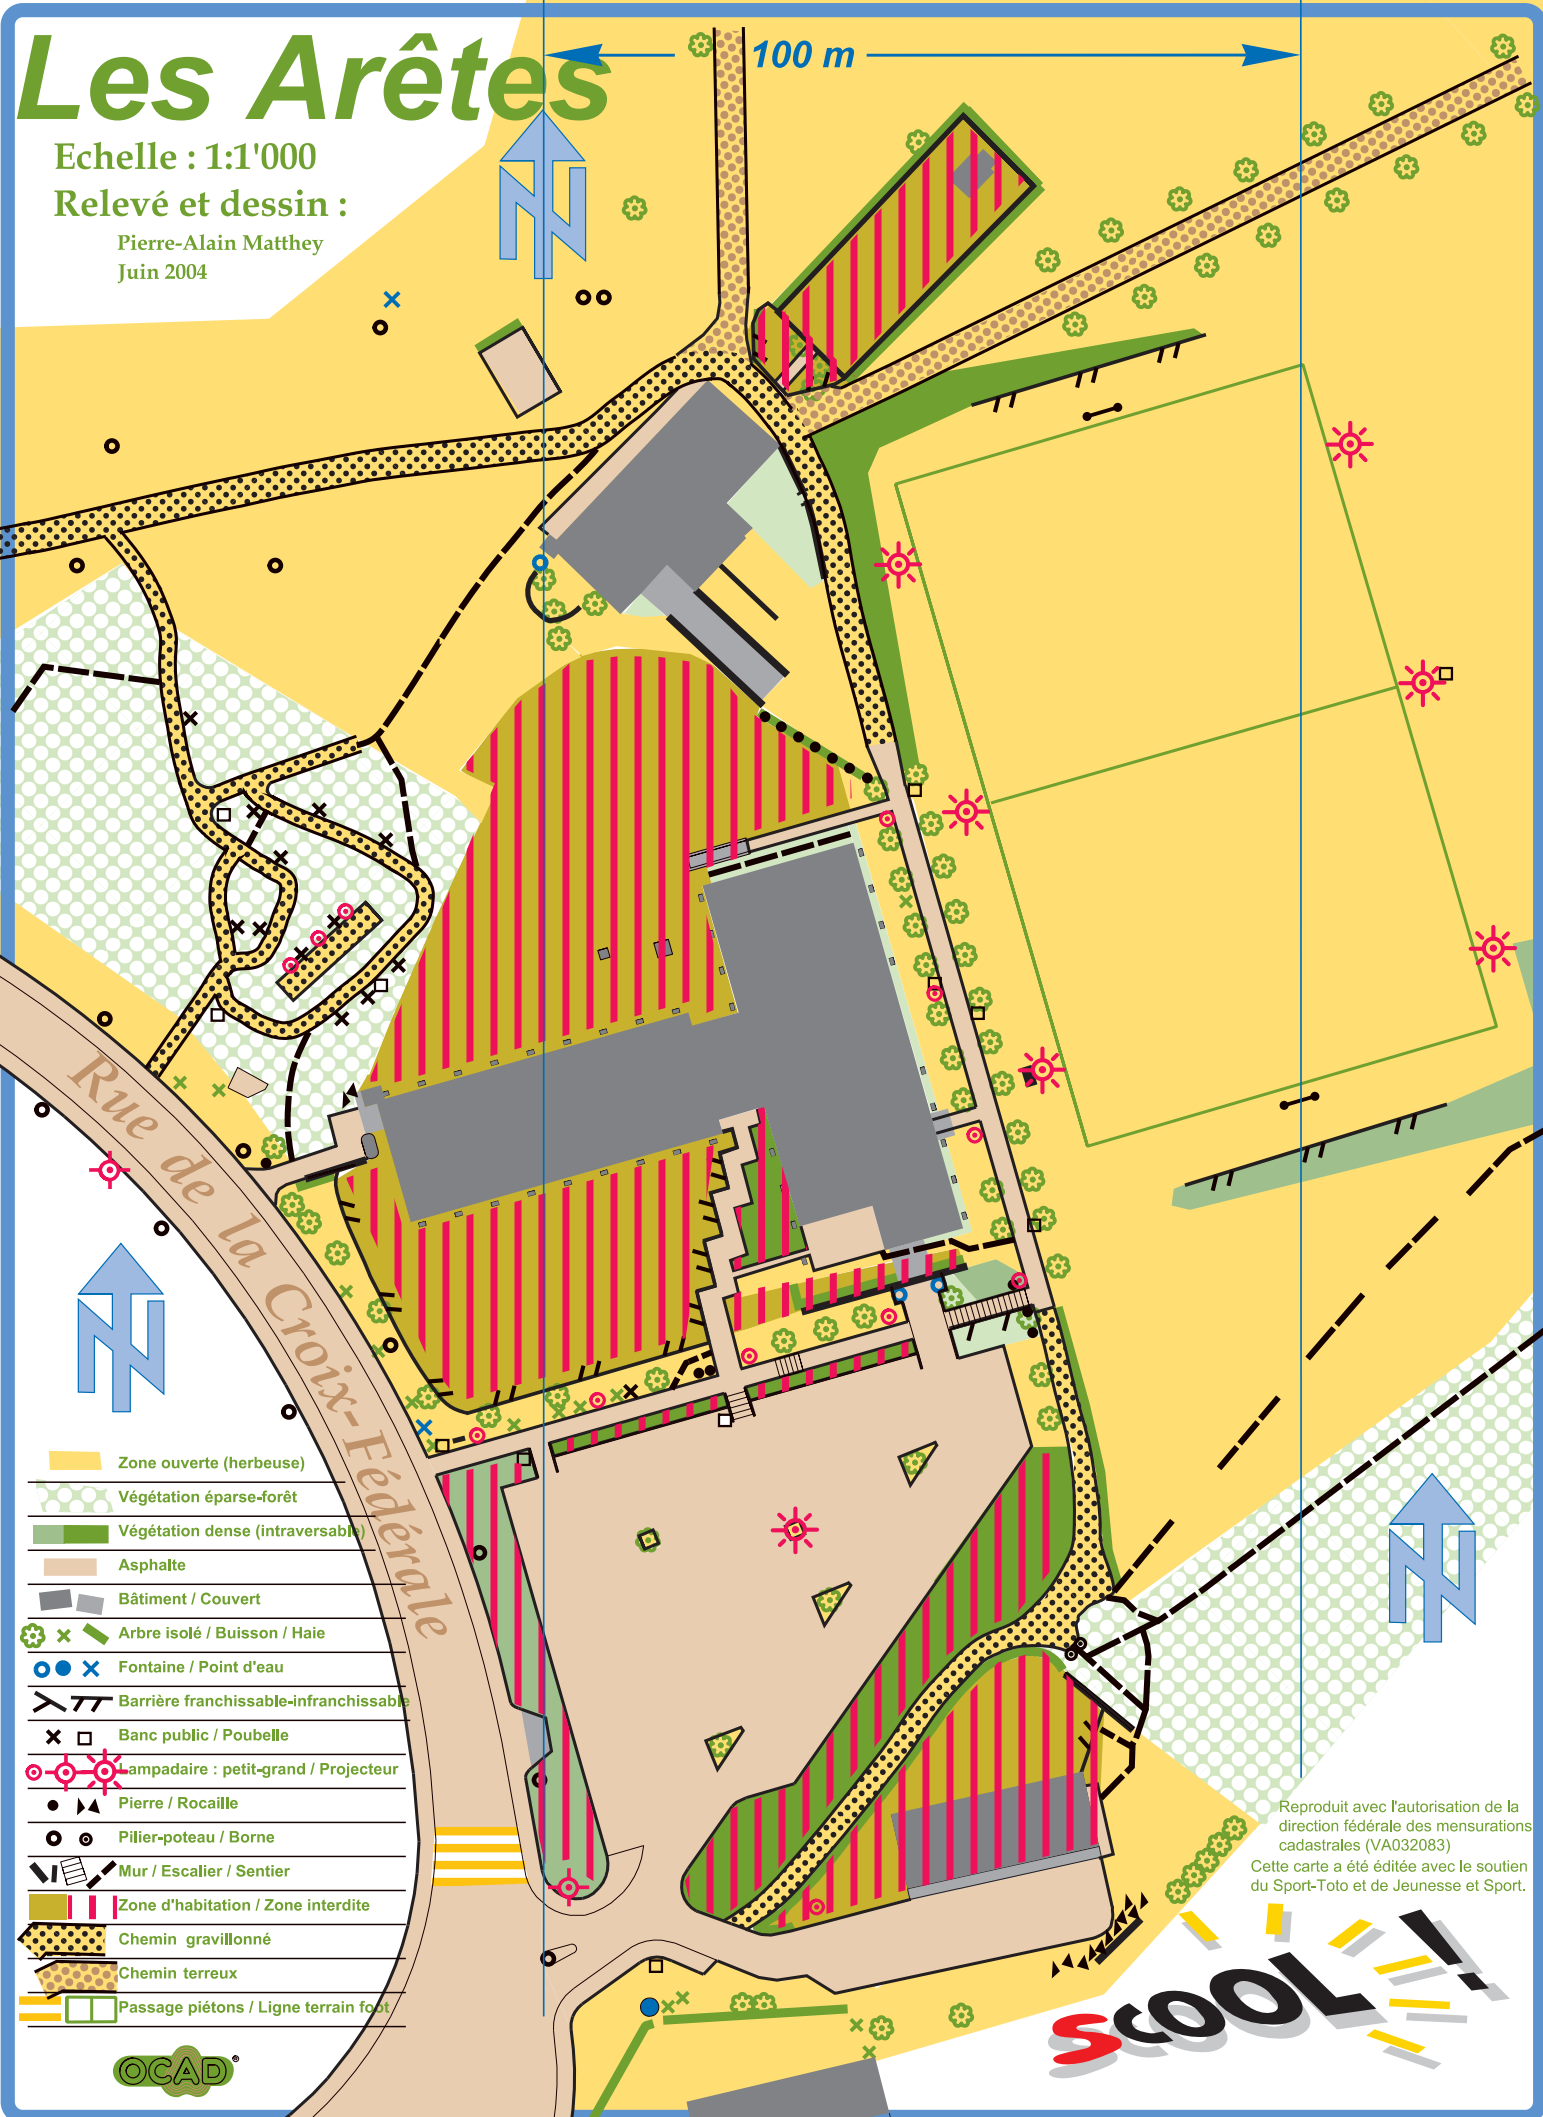 Les Arêtes
100 m
Echelle : 1:1'000
Relevé et dessin :
Pierre-Alain Matthey
Juin 2004
Rue de la Croix-Fédérale
Zone ouverte (herbeuse)
Végétation éparse-forêt
Végétation dense (intraversable)
Asphalte
Bâtiment / Couvert
Arbre isolé / Buisson / Haie
Fontaine / Point d'eau
Barrière franchissable-infranchissable
Banc public / Poubelle
Lampadaire : petit-grand / Projecteur
Pierre / Rocaille
Pilier-poteau / Borne
Mur / Escalier / Sentier
Zone d'habitation / Zone interdite
Chemin gravillonné
Chemin terreux
Passage piétons / Ligne terrain foot
OCAD®
Reproduit avec l'autorisation de la
direction fédérale des mensurations
cadastrales (VA032083)
Cette carte a été éditée avec le soutien
du Sport-Toto et de Jeunesse et Sport.
sCOOL!